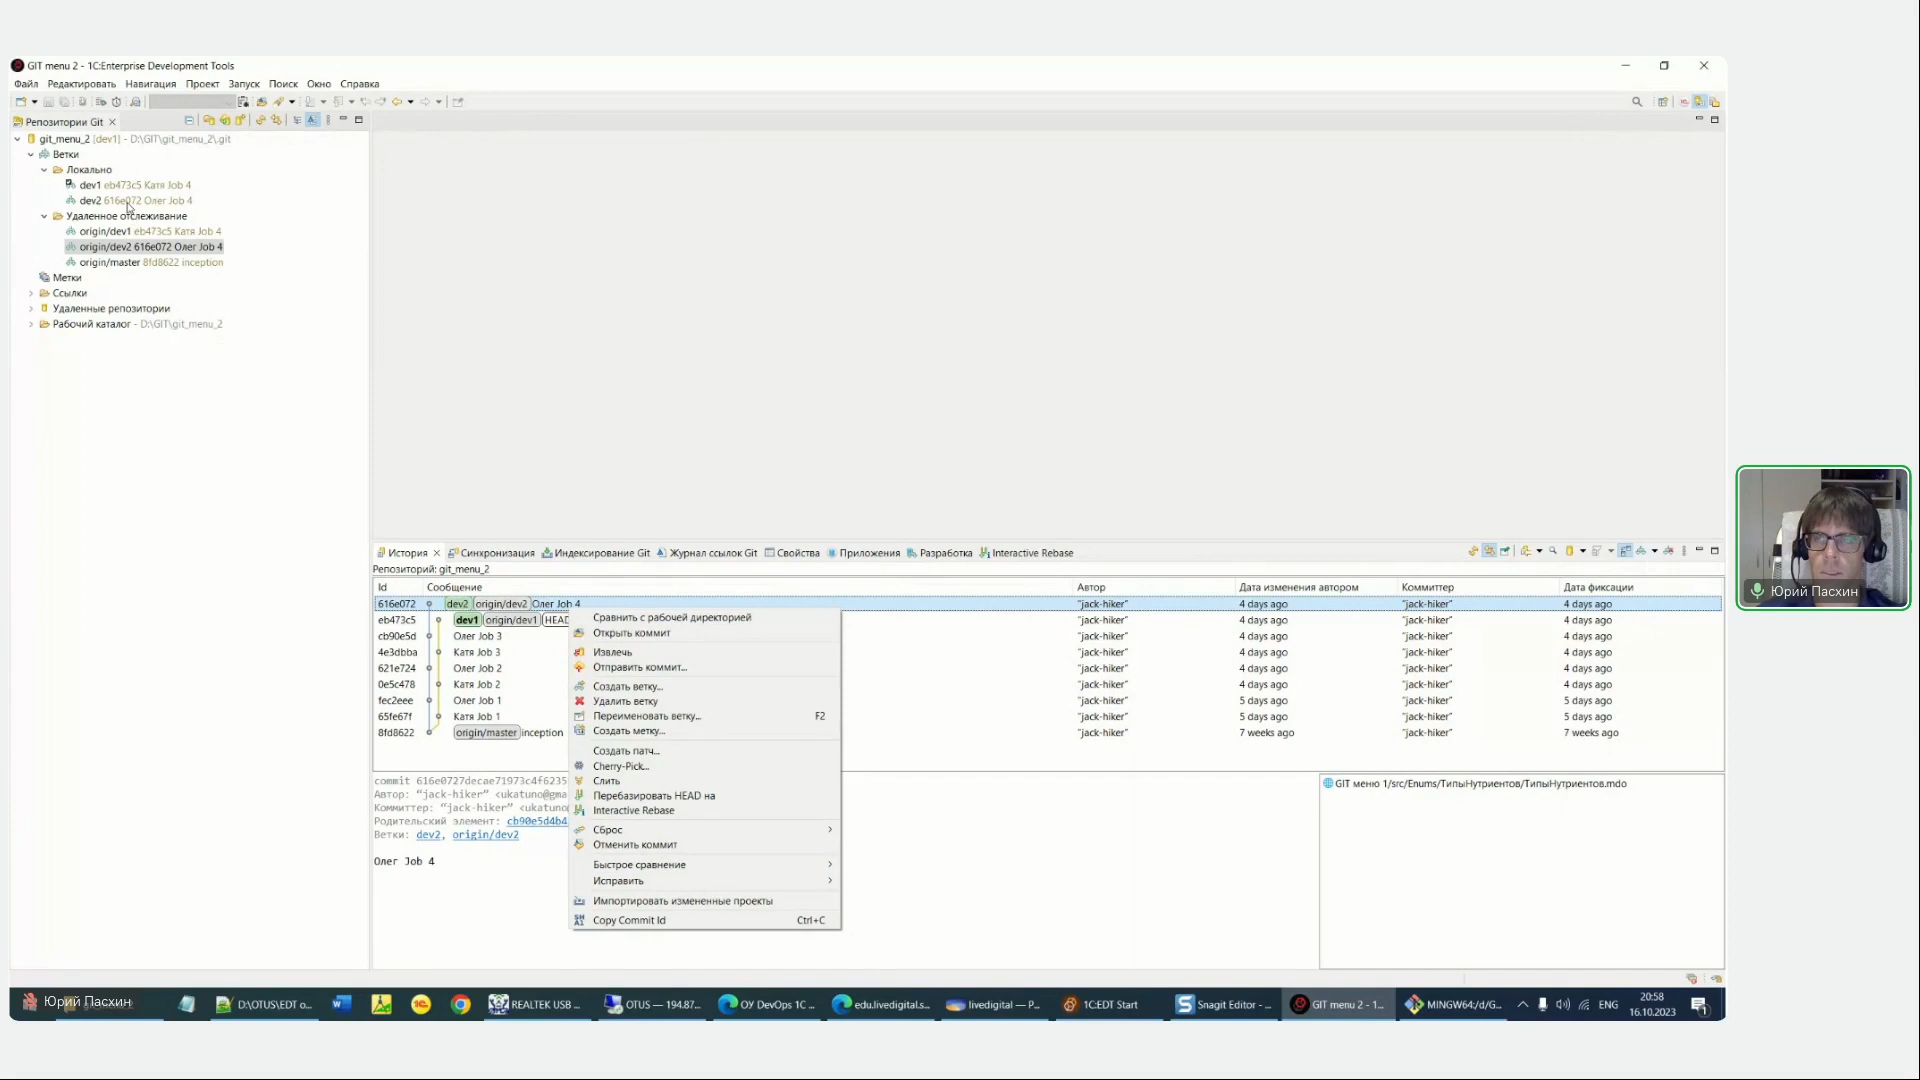 GIT menu 2 - 1C:Enterprise Development Tools
Файл Редактировать Навигация Проект Запуск Поиск Окно Справка
Репозитории Git
git_menu_2 [dev1] - D:\GIT\git_menu_2\.git
Ветки
Локально
dev1 eb473c5 Катя Job 4
dev2 616e072 Олег Job 4
Удаленное отслеживание
origin/dev1 eb473c5 Катя Job 4
origin/dev2 616e072 Олег Job 4
origin/master 8fd8622 inception
Метки
Ссылки
Удаленные репозитории
Рабочий каталог - D:\GIT\git_menu_2
История Синхронизация Индексирование Git Журнал ссылок Git Свойства Приложения Разработка Interactive Rebase
Репозиторий: git_menu_2
Id Сообщение Автор Дата изменения автором Коммиттер Дата фиксации
616e072 dev2 origin/dev2 Олег Job 4 "jack-hiker" 4 days ago "jack-hiker" 4 days ago
eb473c5 dev1 origin/dev1 HEAD "jack-hiker" 4 days ago "jack-hiker" 4 days ago
cb90e5d Олег Job 3 "jack-hiker" 4 days ago "jack-hiker" 4 days ago
4e3dbba Катя Job 3 "jack-hiker" 4 days ago "jack-hiker" 4 days ago
621e724 Олег Job 2 "jack-hiker" 4 days ago "jack-hiker" 4 days ago
0e5c478 Катя Job 2 "jack-hiker" 4 days ago "jack-hiker" 4 days ago
fec2eee Олег Job 1 "jack-hiker" 5 days ago "jack-hiker" 5 days ago
65fe67f Катя Job 1 "jack-hiker" 5 days ago "jack-hiker" 5 days ago
8fd8622 origin/master inception "jack-hiker" 7 weeks ago "jack-hiker" 7 weeks ago
Сравнить с рабочей директорией
Открыть коммит
Извлечь
Отправить коммит...
Создать ветку...
Удалить ветку
Переименовать ветку... F2
Создать метку...
Создать патч...
Cherry-Pick...
Слить
Перебазировать HEAD на
Interactive Rebase
Сброс
Отменить коммит
Быстрое сравнение
Исправить
Импортировать измененные проекты
Copy Commit Id Ctrl+C
commit 616e0727decae71973c4f6235
Автор: "jack-hiker" <ukatuno@gma
Коммиттер: "jack-hiker" <ukatuno
Родительский элемент: cb90e5d4b4
Ветки: dev2, origin/dev2
Олег Job 4
GIT меню 1/src/Enums/ТипыНутриентов/ТипыНутриентов.mdo
Юрий Пасхин
Юрий Пасхин
D:\OTUS\EDT o...
REALTEK USB ...
OTUS — 194.87...
ОУ DevOps 1C ...
edu.livedigital.s...
livedigital — P...
1C:EDT Start
Snagit Editor - ...
GIT menu 2 - 1...
MINGW64:/d/G...
ENG
20:58
16.10.2023